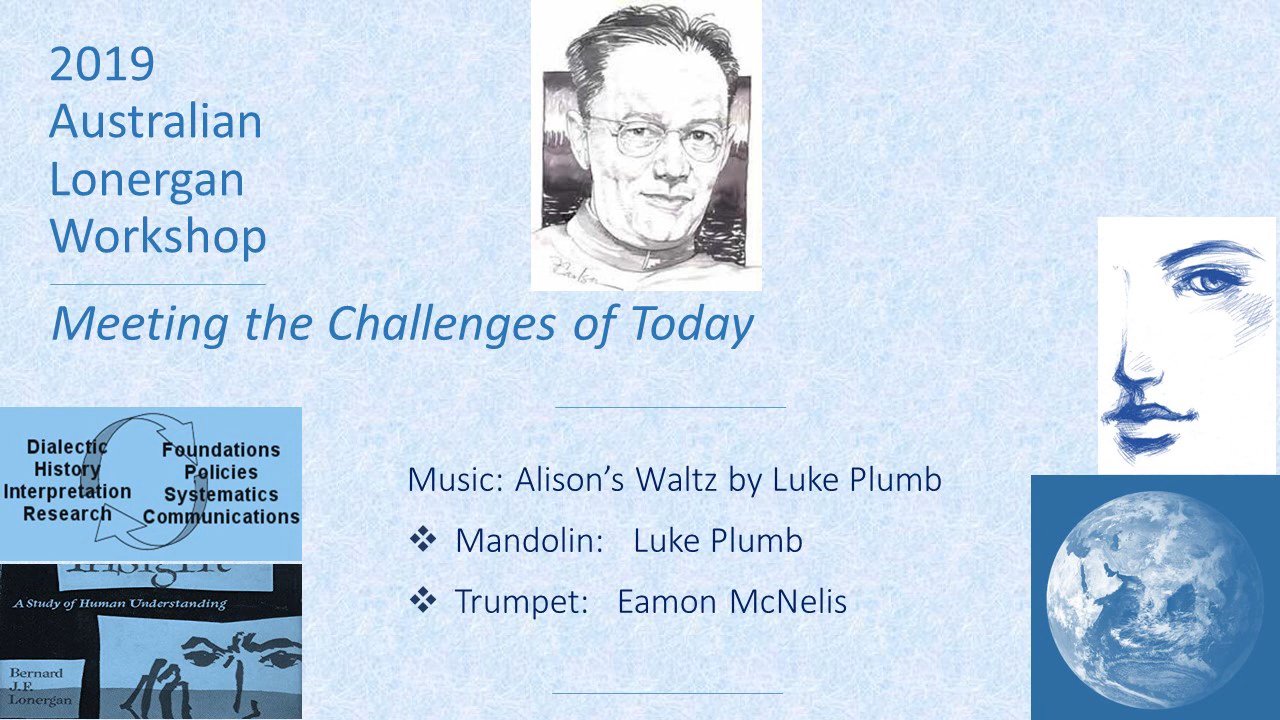 2019
Australian
Lonergan
Workshop
Meeting the Challenges of Today
Dialectic
History
Interpretation
Research
Foundations
Policies
Systematics
Communications
Music: Alison’s Waltz by Luke Plumb
❖ Mandolin: Luke Plumb
❖ Trumpet: Eamon McNelis
Insight
A Study of Human Understanding
Bernard
J.F.
Lonergan